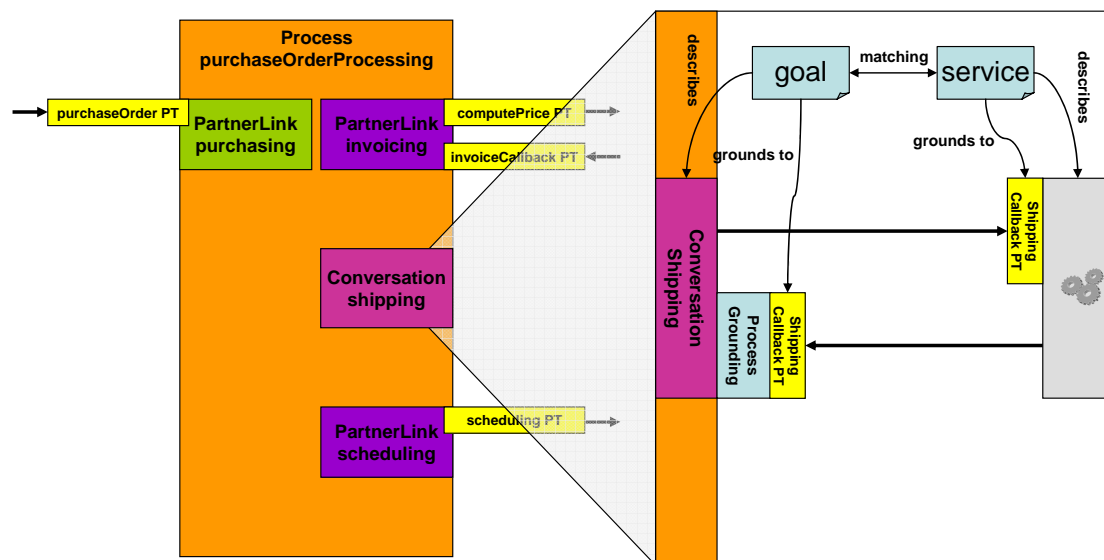 Process
purchaseOrderProcessing
purchaseOrder PT
PartnerLink
purchasing
PartnerLink
invoicing
computePrice PT
invoiceCallback PT
Conversation
shipping
PartnerLink
scheduling
scheduling PT
describes
goal
matching
service
describes
grounds to
grounds to
Conversation
Shipping
Process
Grounding
Shipping
Callback PT
Shipping
Callback PT